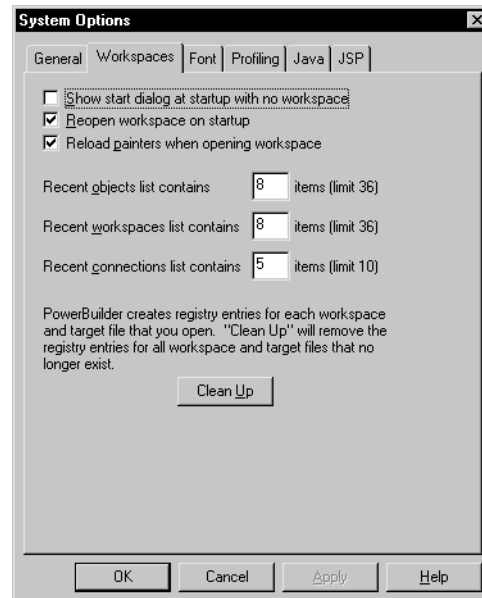 System Options
General Workspaces Font Profiling Java JSP
Show start dialog at startup with no workspace
Reopen workspace on startup
Reload painters when opening workspace
Recent objects list contains 8 items (limit 36)
Recent workspaces list contains 8 items (limit 36)
Recent connections list contains 5 items (limit 10)
PowerBuilder creates registry entries for each workspace
and target file that you open. "Clean Up" will remove the
registry entries for all workspace and target files that no
longer exist.
Clean Up
OK Cancel Apply Help